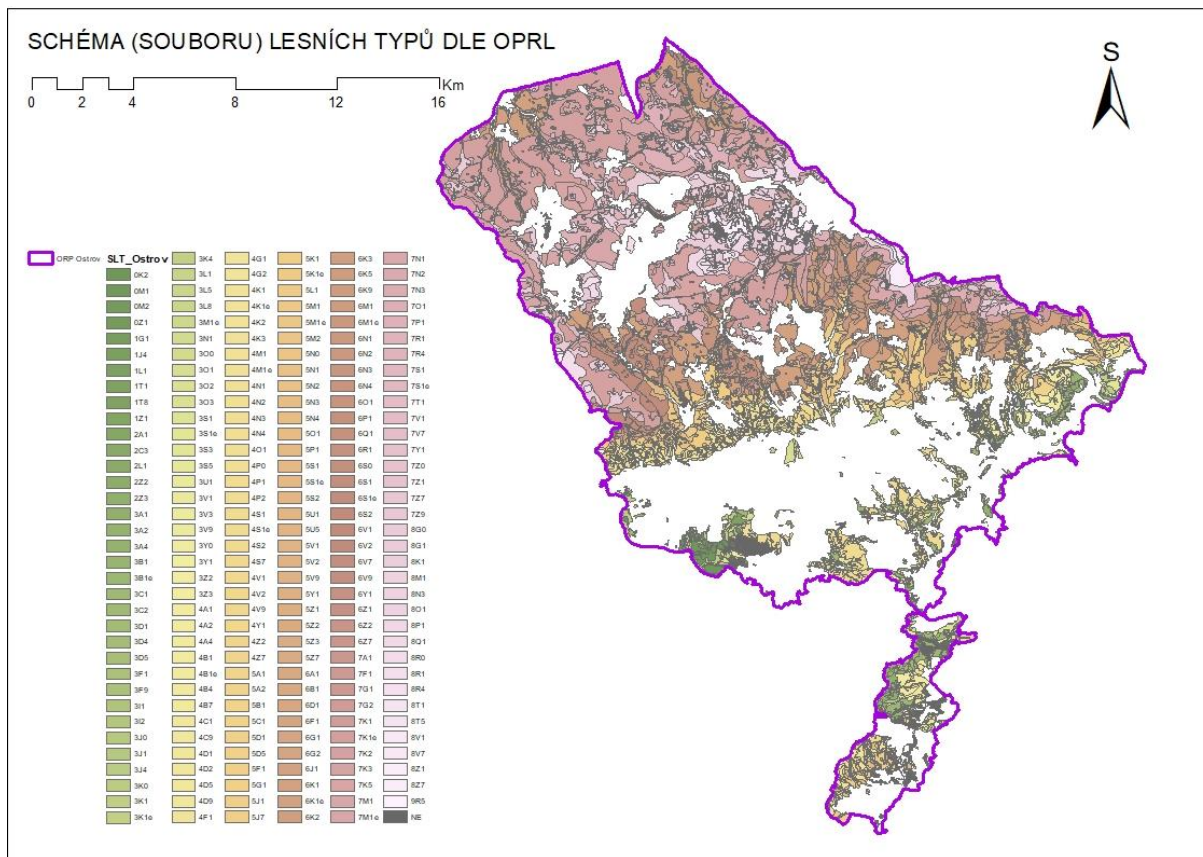 SCHÉMA (SOUBORU) LESNÍCH TYPŮ DLE OPRL
S
Km
0 2 4 8 12 16
ORP Ostrov
SLT_Ostrov
0K2
0M1
0M2
0Z1
1G1
1J4
1L1
1T1
1T8
1Z1
2A1
2C3
2L1
2Z2
2Z3
3A1
3A2
3A4
3B1
3B1e
3C1
3C2
3D1
3D4
3D5
3F1
3F9
3I1
3I2
3J0
3J1
3J4
3K0
3K1
3K1e
3K4
3L1
3L5
3L8
3M1e
3N1
3O0
3O1
3O2
3O3
3S1
3S1e
3S3
3S5
3U1
3V1
3V3
3V9
3Y0
3Y1
3Z2
3Z3
4A1
4A2
4A4
4B1
4B1e
4B4
4B7
4C1
4C9
4D1
4D2
4D5
4D9
4F1
4G1
4G2
4K1
4K1e
4K2
4K3
4M1
4M1e
4N1
4N2
4N3
4N4
4O1
4P0
4P1
4P2
4S1
4S1e
4S2
4S7
4V1
4V2
4V9
4Y1
4Z2
4Z7
5A1
5A2
5B1
5C1
5D1
5D5
5F1
5G1
5J1
5J7
5K1
5K1e
5L1
5M1
5M1e
5M2
5N0
5N1
5N2
5N3
5N4
5O1
5P1
5S1
5S1e
5S2
5U1
5U5
5V1
5V2
5V9
5Y1
5Z1
5Z2
5Z3
5Z7
6A1
6B1
6D1
6F1
6G1
6G2
6J1
6K1
6K1e
6K2
6K3
6K5
6K9
6M1
6M1e
6N1
6N2
6N3
6N4
6O1
6P1
6Q1
6R1
6S0
6S1
6S1e
6S2
6V1
6V2
6V7
6V9
6Y1
6Z1
6Z2
6Z7
7A1
7F1
7G1
7G2
7K1
7K1e
7K2
7K3
7K5
7M1
7M1e
7N1
7N2
7N3
7O1
7P1
7R1
7R4
7S1
7S1e
7T1
7V1
7V7
7Y1
7Z0
7Z1
7Z7
7Z9
8G0
8G1
8K1
8M1
8N3
8O1
8P1
8Q1
8R0
8R1
8R4
8T1
8T5
8V1
8V7
8Z1
8Z7
9R5
NE